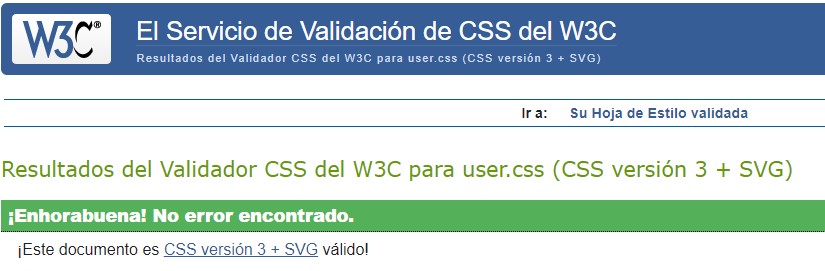 W3C®
El Servicio de Validación de CSS del W3C
Resultados del Validador CSS del W3C para user.css (CSS versión 3 + SVG)
Ir a: Su Hoja de Estilo validada
Resultados del Validador CSS del W3C para user.css (CSS versión 3 + SVG)
¡Enhorabuena! No error encontrado.
¡Este documento es CSS versión 3 + SVG válido!